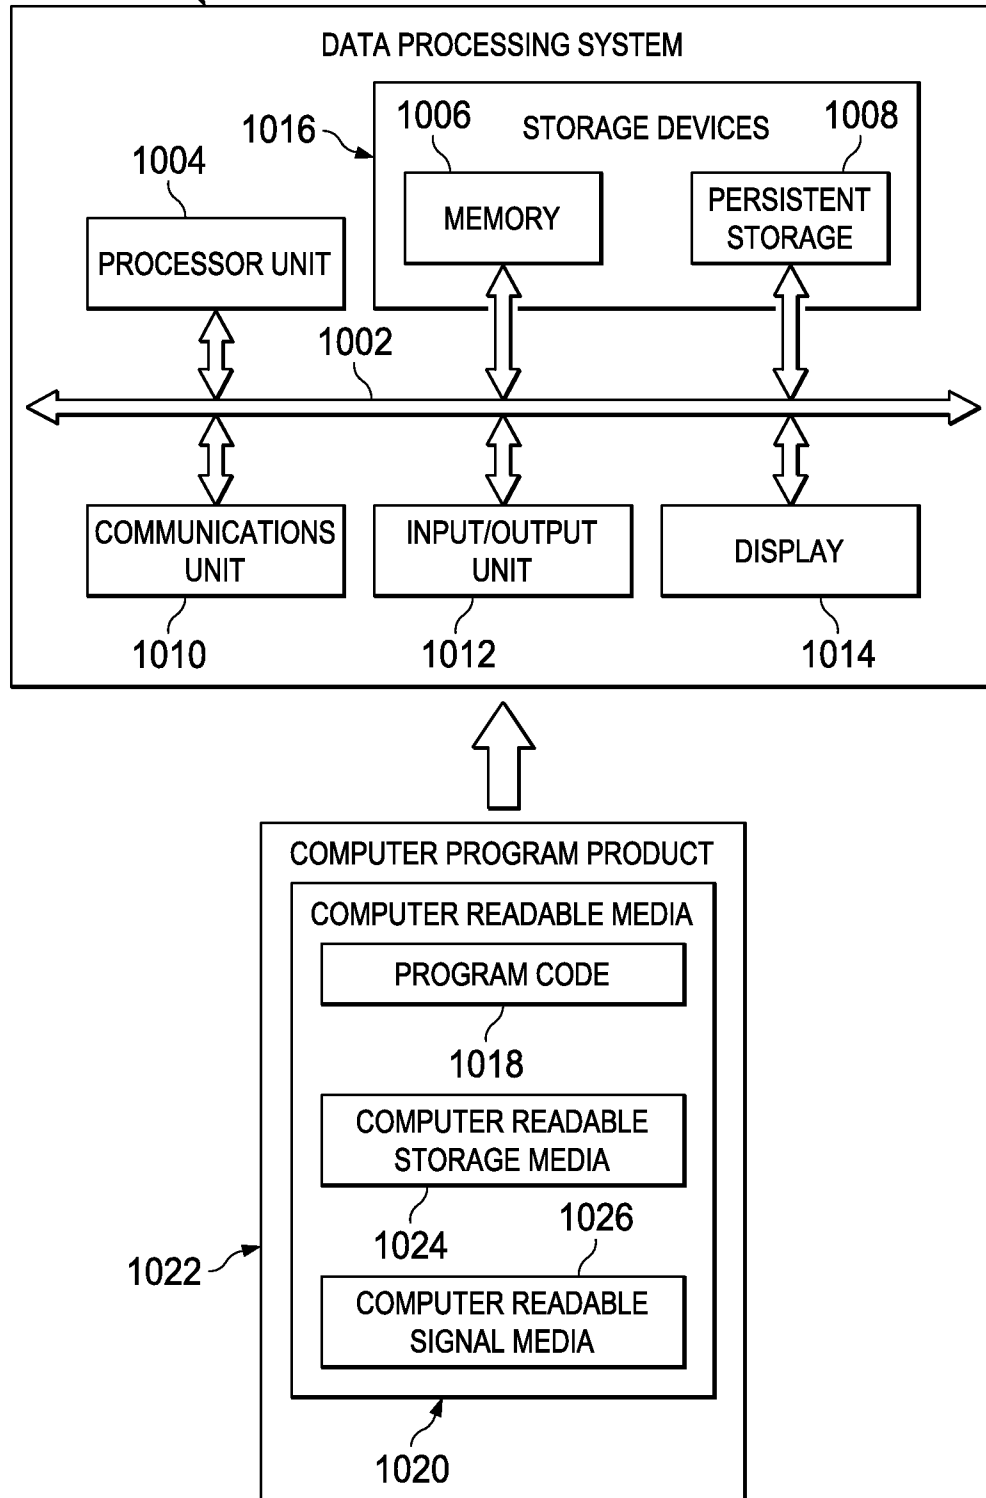 DATA PROCESSING SYSTEM
1016
1006
STORAGE DEVICES
1008
1004
MEMORY
PERSISTENT
STORAGE
PROCESSOR UNIT
1002
COMMUNICATIONS
UNIT
INPUT/OUTPUT
UNIT
DISPLAY
1010
1012
1014
COMPUTER PROGRAM PRODUCT
COMPUTER READABLE MEDIA
PROGRAM CODE
1018
COMPUTER READABLE
STORAGE MEDIA
1024
1026
1022
COMPUTER READABLE
SIGNAL MEDIA
1020